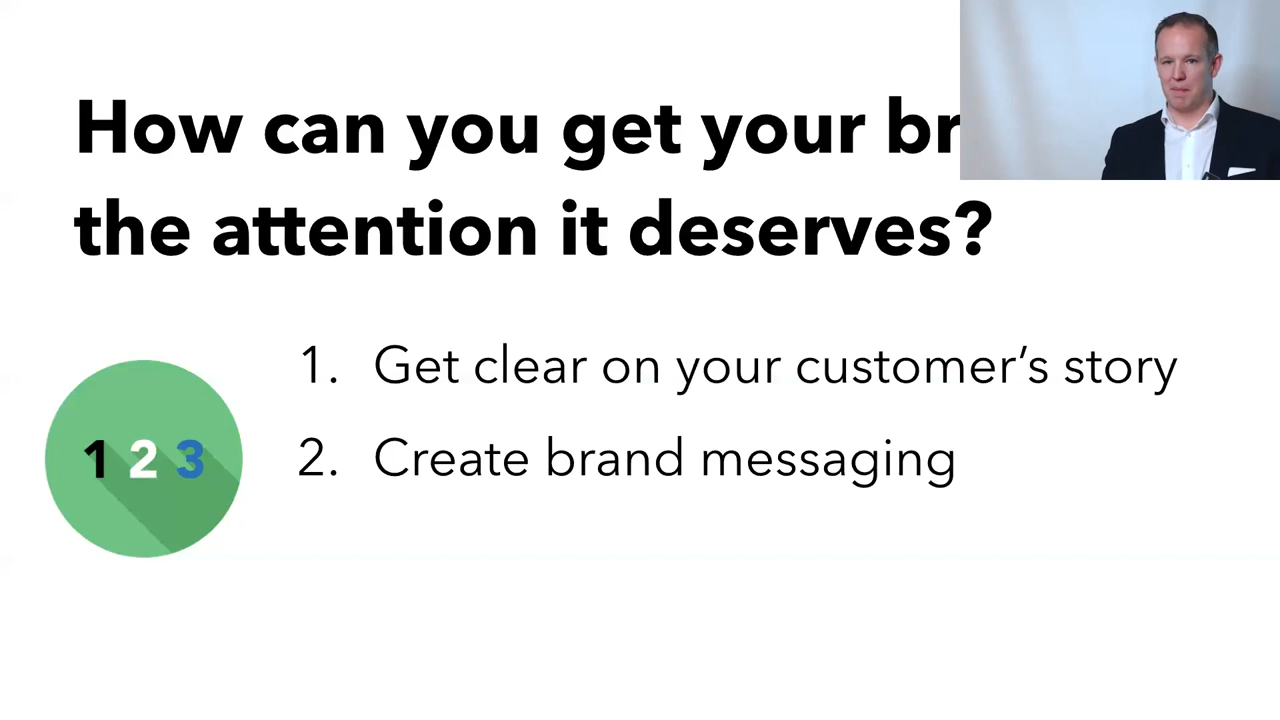 How can you get your br
the attention it deserves?
1. Get clear on your customer’s story
1 2 3
2. Create brand messaging